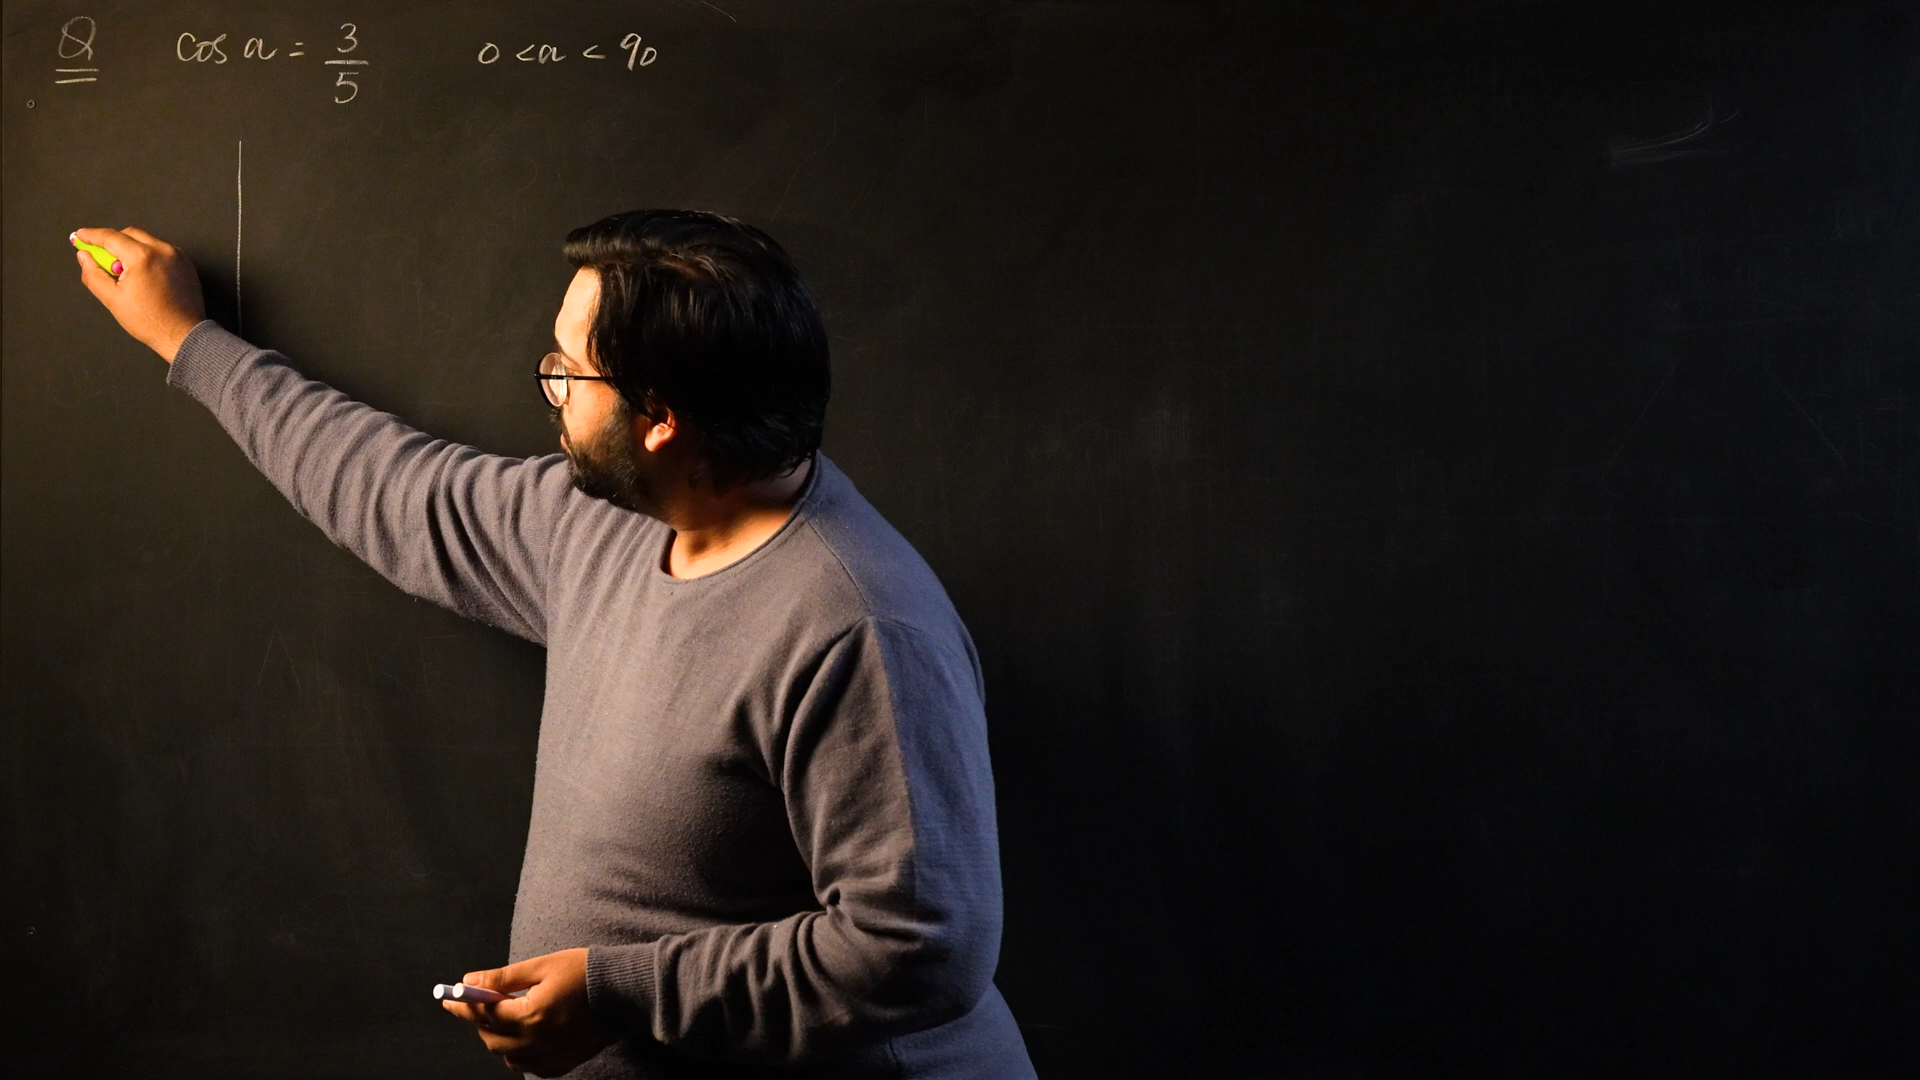 Q cos a = 3/5 0 < a < 90